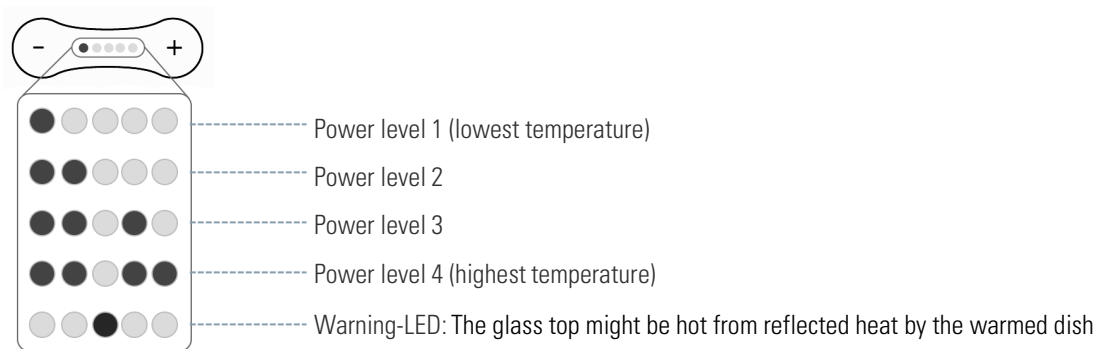 - +
Power level 1 (lowest temperature)
Power level 2
Power level 3
Power level 4 (highest temperature)
Warning-LED: The glass top might be hot from reflected heat by the warmed dish